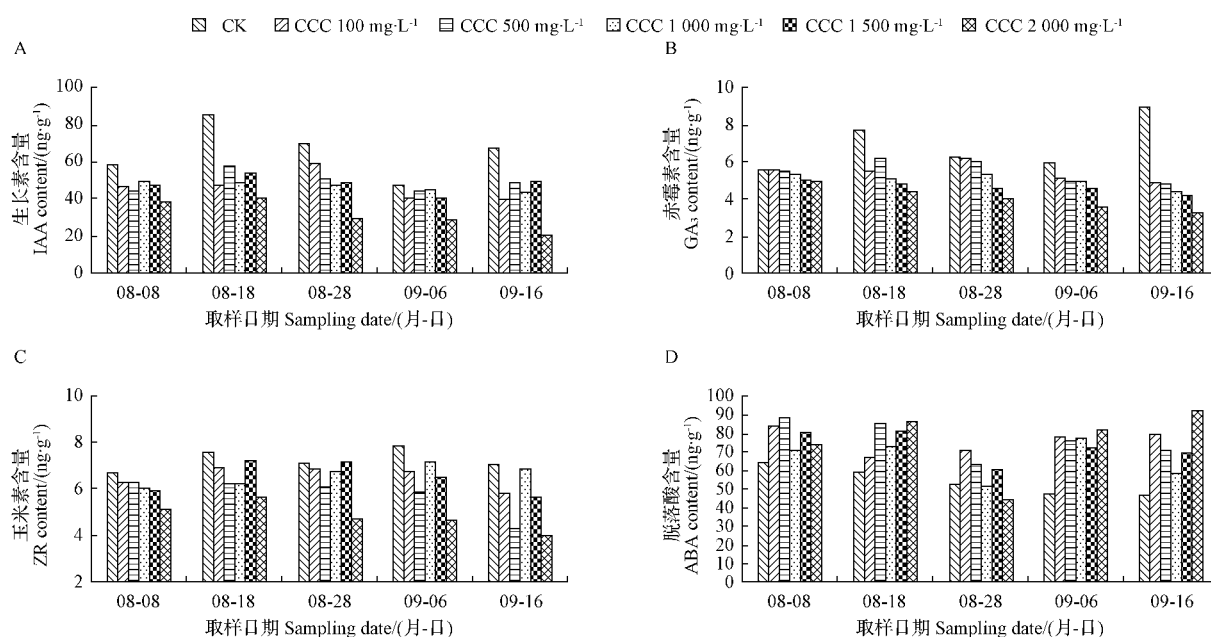 CK CCC 100 mg·L⁻¹ CCC 500 mg·L⁻¹ CCC 1 000 mg·L⁻¹ CCC 1 500 mg·L⁻¹ CCC 2 000 mg·L⁻¹
A
生长素含量
IAA content/(ng·g⁻¹)
100
80
60
40
20
0
08-08 08-18 08-28 09-06 09-16
取样日期 Sampling date/(月-日)
B
赤霉素含量
GA₃ content/(ng·g⁻¹)
10
8
6
4
2
0
08-08 08-18 08-28 09-06 09-16
取样日期 Sampling date/(月-日)
C
玉米素含量
ZR content/(ng·g⁻¹)
10
8
6
4
2
08-08 08-18 08-28 09-06 09-16
取样日期 Sampling date/(月-日)
D
脱落酸含量
ABA content/(ng·g⁻¹)
100
90
80
70
60
50
40
30
20
10
0
08-08 08-18 08-28 09-06 09-16
取样日期 Sampling date/(月-日)